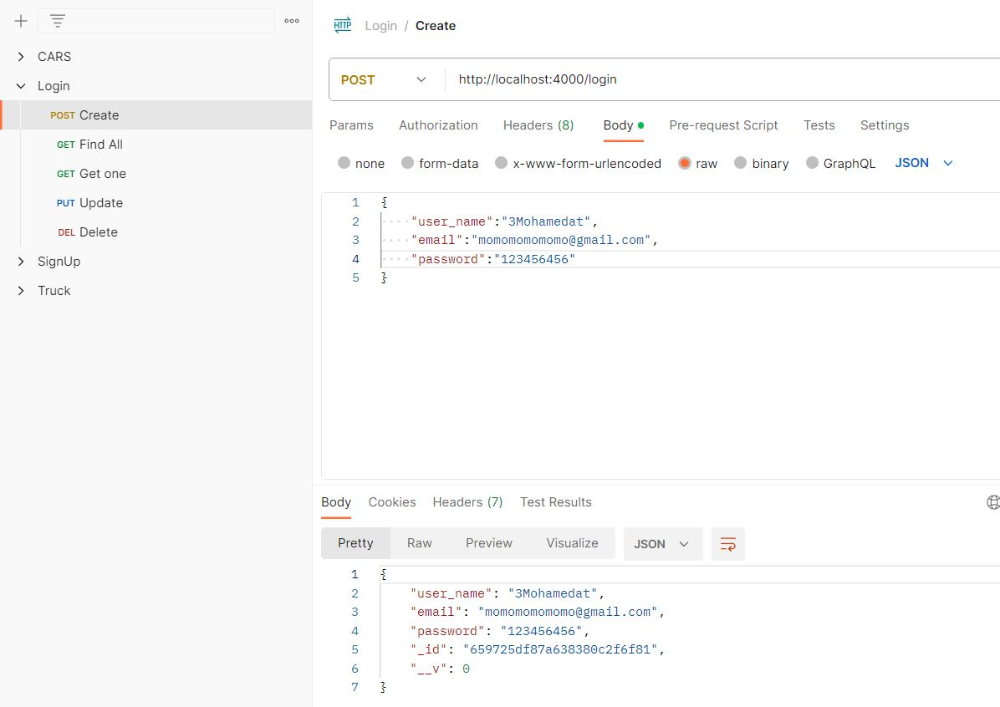 CARS
Login
POST Create
GET Find All
GET Get one
PUT Update
DEL Delete
SignUp
Truck
HTTP Login / Create
POST http://localhost:4000/login
Params Authorization Headers (8) Body Pre-request Script Tests Settings
none form-data x-www-form-urlencoded raw binary GraphQL JSON
1 {
2 "user_name":"3Mohamedat",
3 "email":"momomomomomo@gmail.com",
4 "password":"123456456"
5 }
Body Cookies Headers (7) Test Results
Pretty Raw Preview Visualize JSON
1 {
2 "user_name": "3Mohamedat",
3 "email": "momomomomomo@gmail.com",
4 "password": "123456456",
5 "_id": "659725df87a638380c2f6f81",
6 "__v": 0
7 }